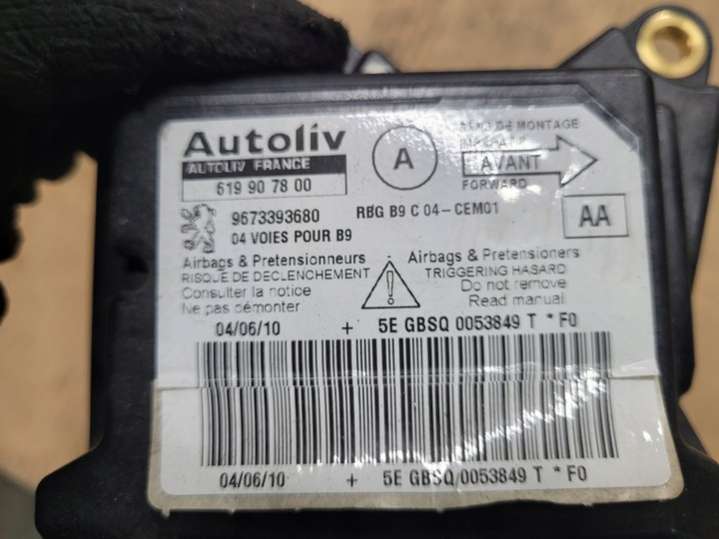 Autoliv
AUTOLIV FRANCE
619 90 78 00
A
DE MONTAGE
AVANT
FORWARD
9673393680
RBG B9 C 04-CEM01
04 VOIES POUR B9
AA
Airbags & Pretensionneurs
RISQUE DE DECLENCHEMENT
Consulter la notice
Ne pas démonter
!
Airbags & Pretensioners
TRIGGERING HASARD
Do not remove
Read manual
04/06/10 + 5E GBSQ 0053849 T * F0
04/06/10 + 5E GBSQ 0053849 T * F0